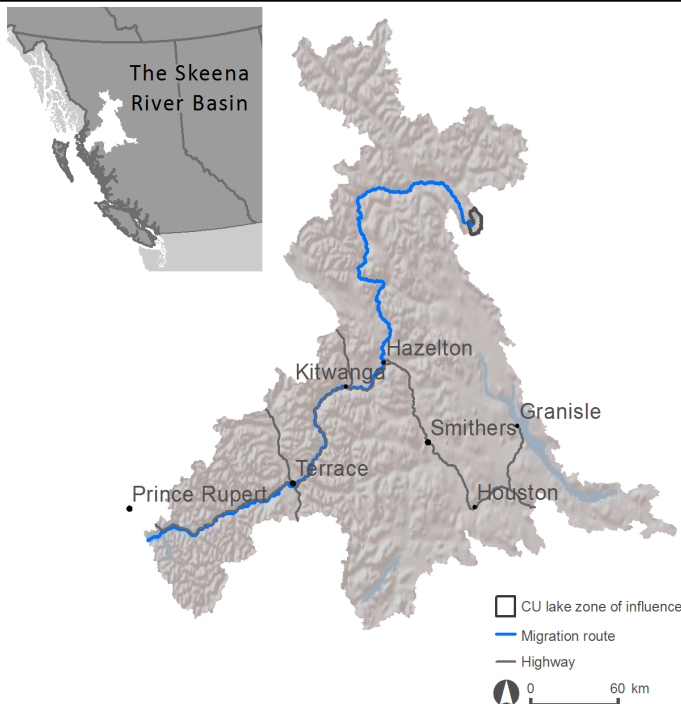 The Skeena
River Basin
Hazelton
Kitwanga
Granisle
Smithers
Terrace
Prince Rupert
Houston
CU lake zone of influence
Migration route
Highway
0 60 km